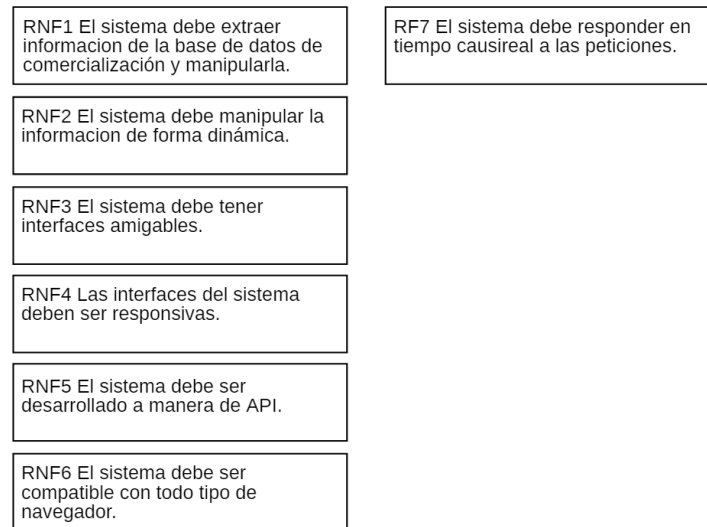 RNF1 El sistema debe extraer
informacion de la base de datos de
comercialización y manipularla.
RNF2 El sistema debe manipular la
informacion de forma dinámica.
RNF3 El sistema debe tener
interfaces amigables.
RNF4 Las interfaces del sistema
deben ser responsivas.
RNF5 El sistema debe ser
desarrollado a manera de API.
RNF6 El sistema debe ser
compatible con todo tipo de
navegador.
RF7 El sistema debe responder en
tiempo causireal a las peticiones.